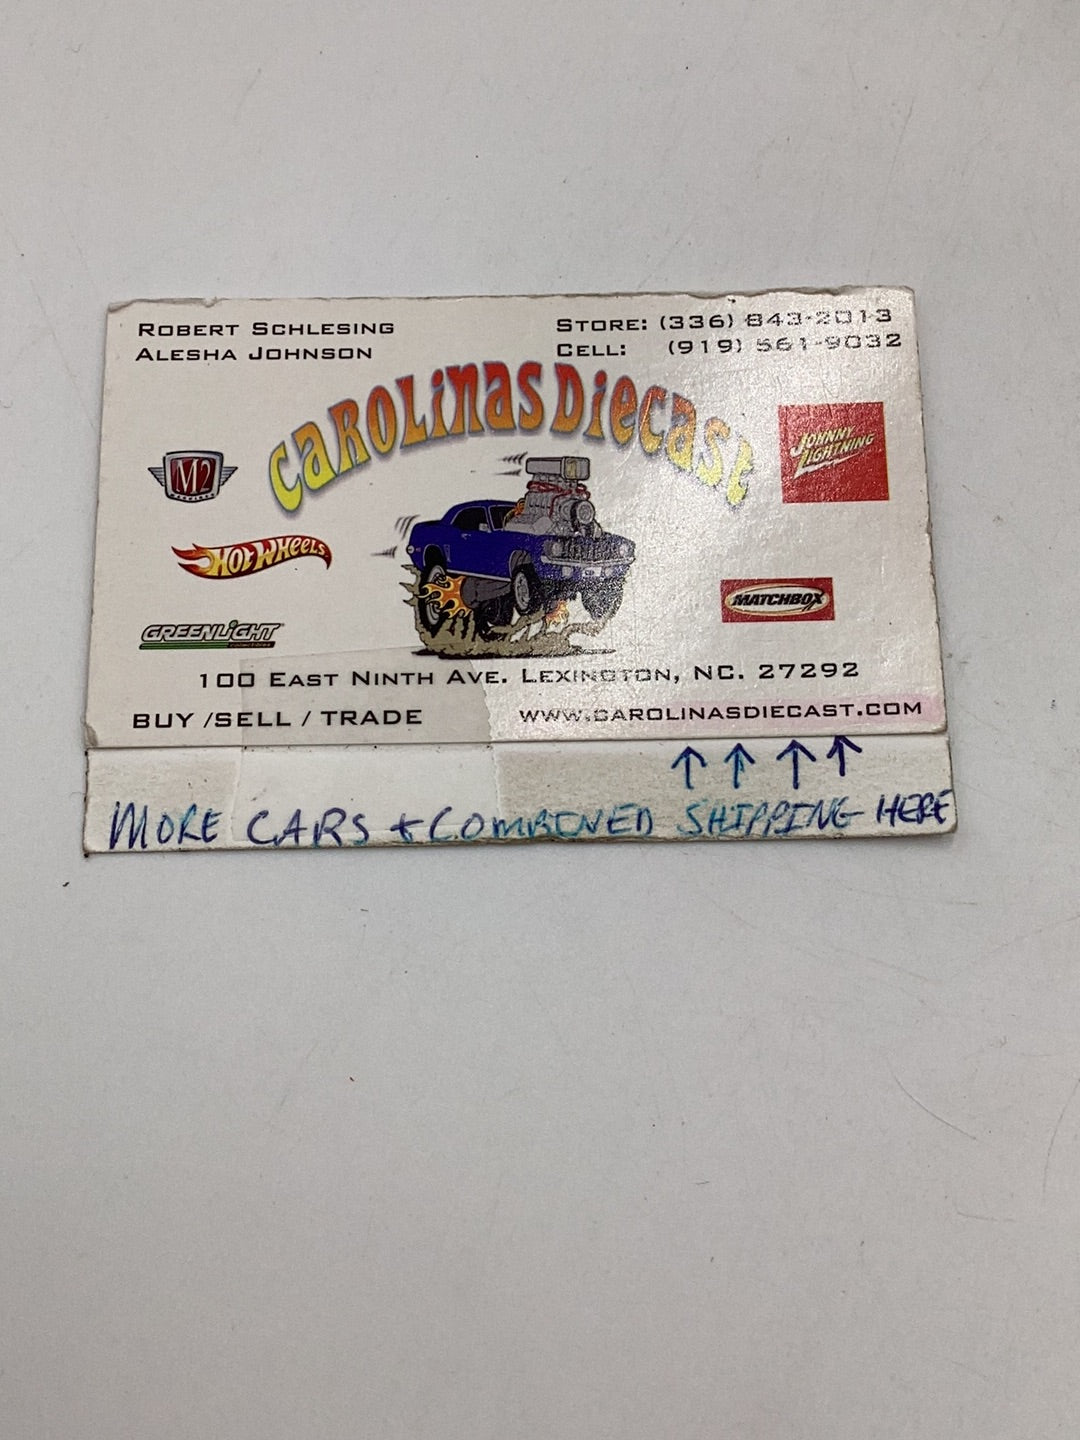 ROBERT SCHLESING
ALESHA JOHNSON
STORE: (336) 843-2013
CELL: (919) 561-9032
CAROLINAS DIECAST
M2
JOHNNY LIGHTNING
HOT WHEELS
MATCHBOX
GREENLIGHT
100 EAST NINTH AVE. LEXINGTON, NC. 27292
BUY /SELL / TRADE
WWW.CAROLINASDIECAST.COM
MORE CARS + COMBINED SHIPPING HERE